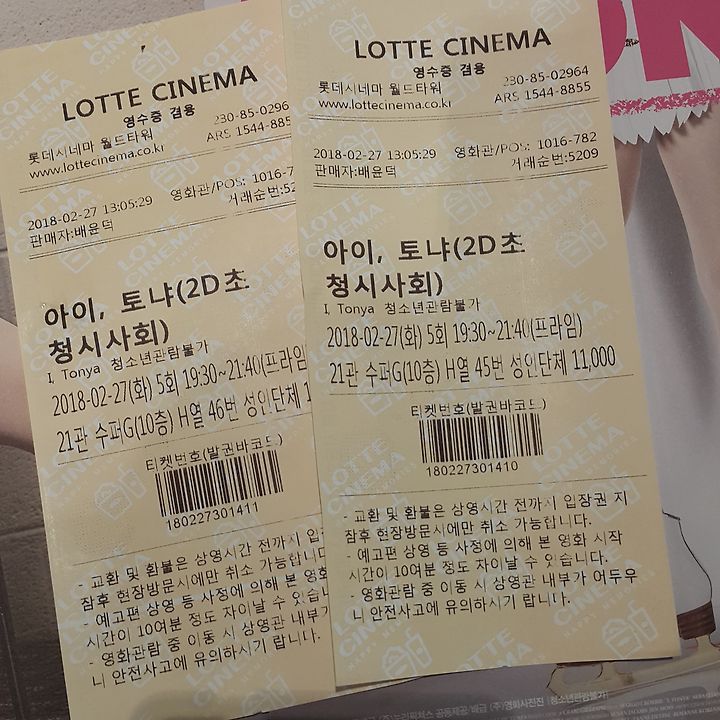 LOTTE CINEMA
영수증 겸용
롯데시네마 월드타워
230-85-0296
www.lottecinema.co.kr
ARS 1544-88
2018-02-27 13:05:29
영화관/POS: 1016-7
판매자:배윤덕
거래순번:52
아이, 토냐(2D초
청시사회)
I, Tonya 청소년관람불가
2018-02-27(화) 5회 19:30~21:40(프라임
21관 수퍼G(10층) H열 46번 성인단체 1
티켓번호(발권바코드)
180227301411
- 교환 및 환불은 상영시간 전까지 입장
잠후 현장방문시에만 취소 가능합니다
- 예고편 상영 등 사정에 의해 본 영화
시간이 10여분 정도 차이날 수 있습니
- 영화관람 중 이동 시 상영관 내부가
니 안전사고에 유의하시기 랍니다.
LOTTE CINEMA
영수증 겸용
롯데시네마 월드타워
230-85-02964
www.lottecinema.co.kr
ARS 1544-8855
2018-02-27 13:05:29
영화관/POS: 1016-782
판매자:배윤덕
거래순번:5209
아이, 토냐(2D초
청시사회)
I, Tonya 청소년관람불가
2018-02-27(화) 5회 19:30~21:40(프라임)
21관 수퍼G(10층) H열 45번 성인단체 11,000
티켓번호(발권바코드)
180227301410
- 교환 및 환불은 상영시간 전까지 입장권 지
잠후 현장방문시에만 취소 가능합니다.
- 예고편 상영 등 사정에 의해 본 영화 시작
시간이 10여분 정도 차이날 수 있습니다.
- 영화관람 중 이동 시 상영관 내부가 어두우
니 안전사고에 유의하시기 랍니다.